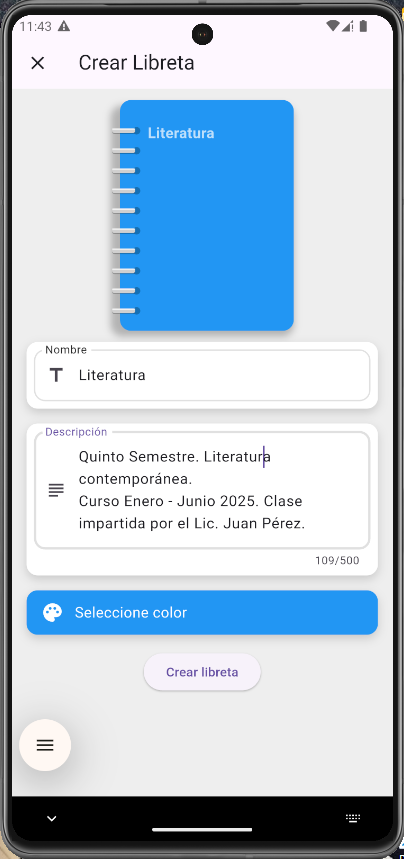 11:43
Crear Libreta
Literatura
Nombre
Literatura
Descripción
Quinto Semestre. Literatura
contemporánea.
Curso Enero - Junio 2025. Clase
impartida por el Lic. Juan Pérez.
109/500
Seleccione color
Crear libreta